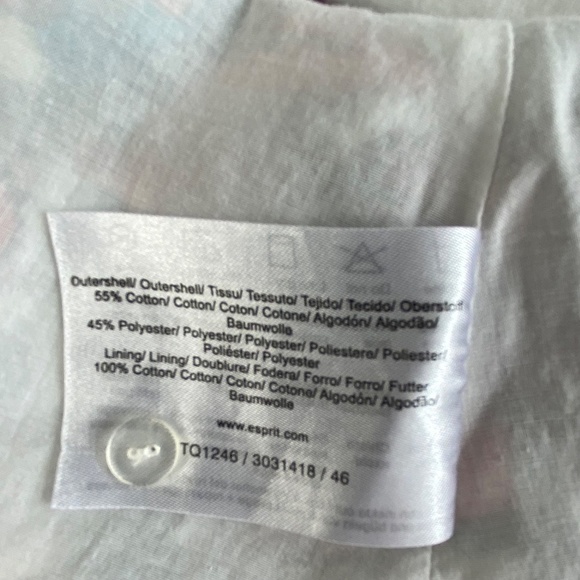 Outershell/ Outershell/ Tissu/ Tessuto/ Tejido/ Tecido/ Oberstoff
55% Cotton/ Cotton/ Coton/ Cotone/ Algodón/ Algodão/
Baumwolle
45% Polyester/ Polyester/ Polyester/ Poliestere/ Poliester/
Poliéster/ Polyester
Lining/ Lining/ Doublure/ Fodera/ Forro/ Forro/ Futter
100% Cotton/ Cotton/ Coton/ Cotone/ Algodón/ Algodão/
Baumwolle
www.esprit.com
TQ1246 / 3031418 / 46